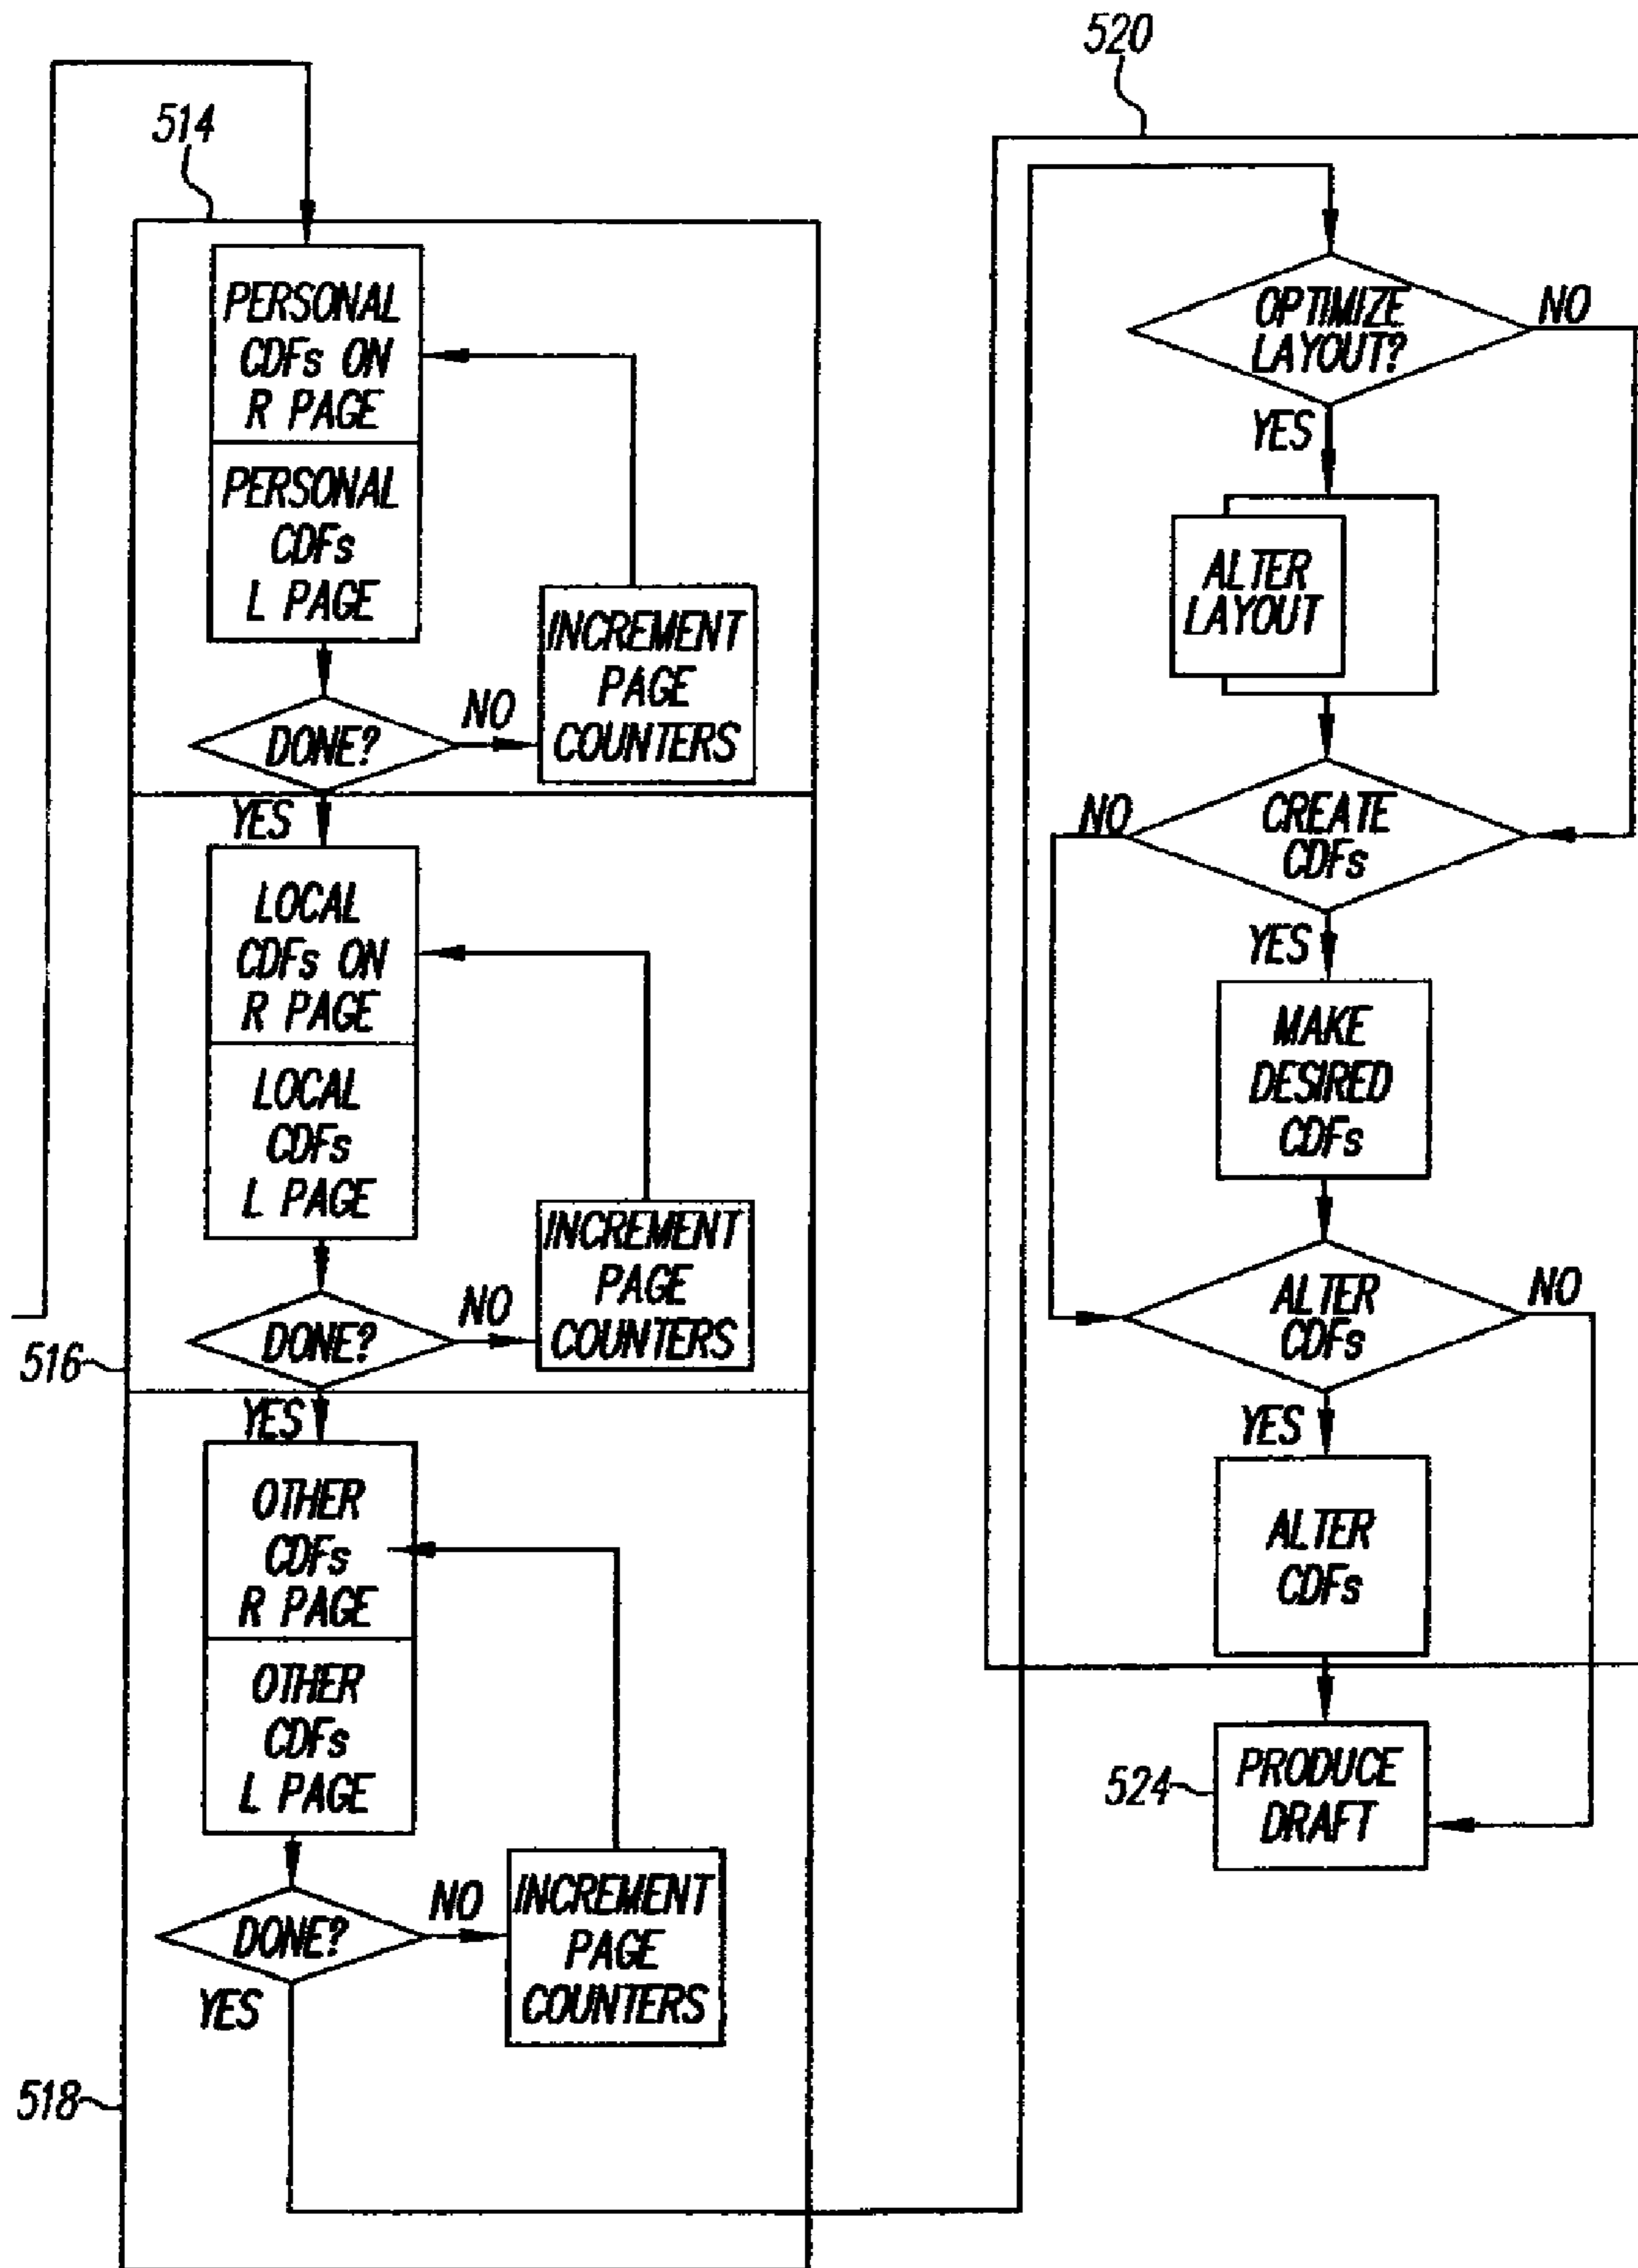 514
PERSONAL
CDFs ON
R PAGE
PERSONAL
CDFs
L PAGE
INCREMENT
PAGE
COUNTERS
NO
DONE?
YES
LOCAL
CDFs ON
R PAGE
LOCAL
CDFs
L PAGE
INCREMENT
PAGE
COUNTERS
NO
DONE?
516
YES
OTHER
CDFs
R PAGE
OTHER
CDFs
L PAGE
INCREMENT
PAGE
COUNTERS
NO
DONE?
YES
518
520
OPTIMIZE
LAYOUT?
NO
YES
ALTER
LAYOUT
CREATE
CDFs
NO
YES
MAKE
DESIRED
CDFs
ALTER
CDFs
NO
YES
ALTER
CDFs
524
PRODUCE
DRAFT